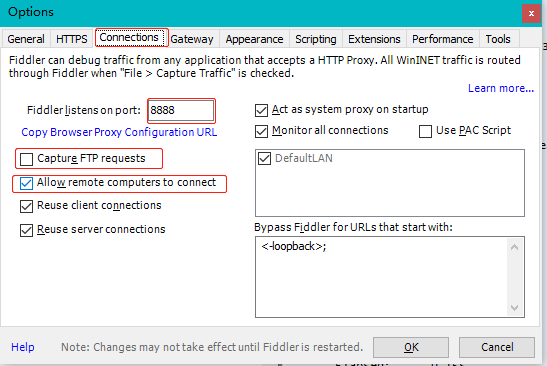 Options
General HTTPS Connections Gateway Appearance Scripting Extensions Performance Tools
Fiddler can debug traffic from any application that accepts a HTTP Proxy. All WinINET traffic is routed
through Fiddler when "File > Capture Traffic" is checked.
Learn more...
Fiddler listens on port: 8888
Copy Browser Proxy Configuration URL
Capture FTP requests
Allow remote computers to connect
Reuse client connections
Reuse server connections
Act as system proxy on startup
Monitor all connections Use PAC Script
DefaultLAN
Bypass Fiddler for URLs that start with:
<-loopback>;
Help Note: Changes may not take effect until Fiddler is restarted. OK Cancel